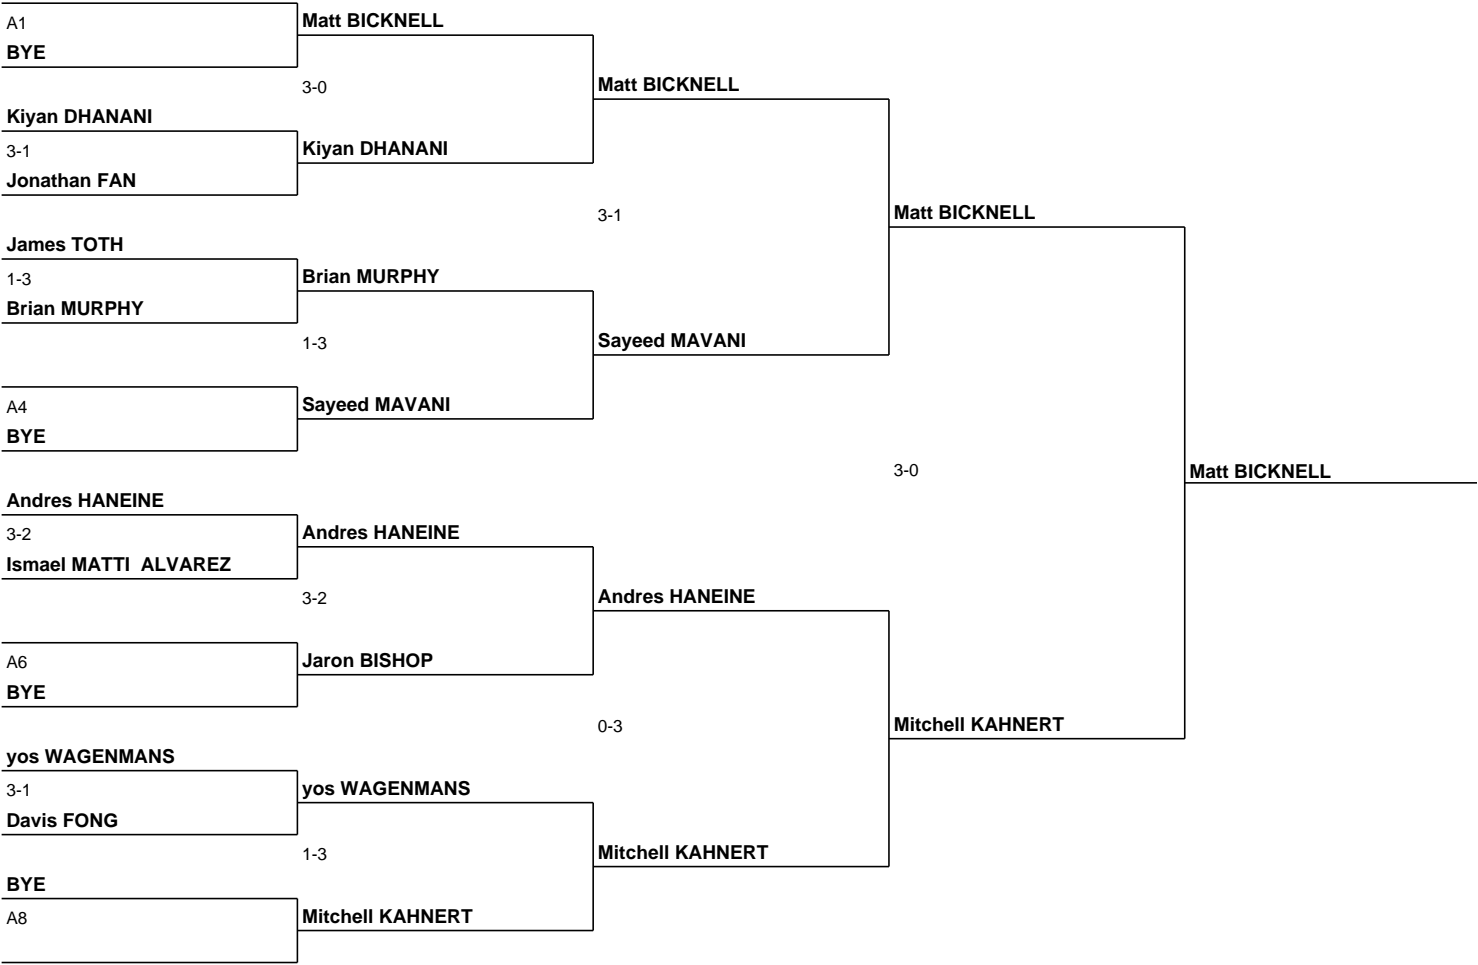 A1
BYE
Matt BICKNELL
3-0
Kiyan DHANANI
3-1
Jonathan FAN
Kiyan DHANANI
Matt BICKNELL
3-1
James TOTH
1-3
Brian MURPHY
Brian MURPHY
1-3
A4
BYE
Sayeed MAVANI
Sayeed MAVANI
Matt BICKNELL
3-0
Matt BICKNELL
Andres HANEINE
3-2
Ismael MATTI  ALVAREZ
Andres HANEINE
3-2
A6
BYE
Jaron BISHOP
Andres HANEINE
0-3
yos WAGENMANS
3-1
Davis FONG
yos WAGENMANS
1-3
BYE
A8
Mitchell KAHNERT
Mitchell KAHNERT
Mitchell KAHNERT